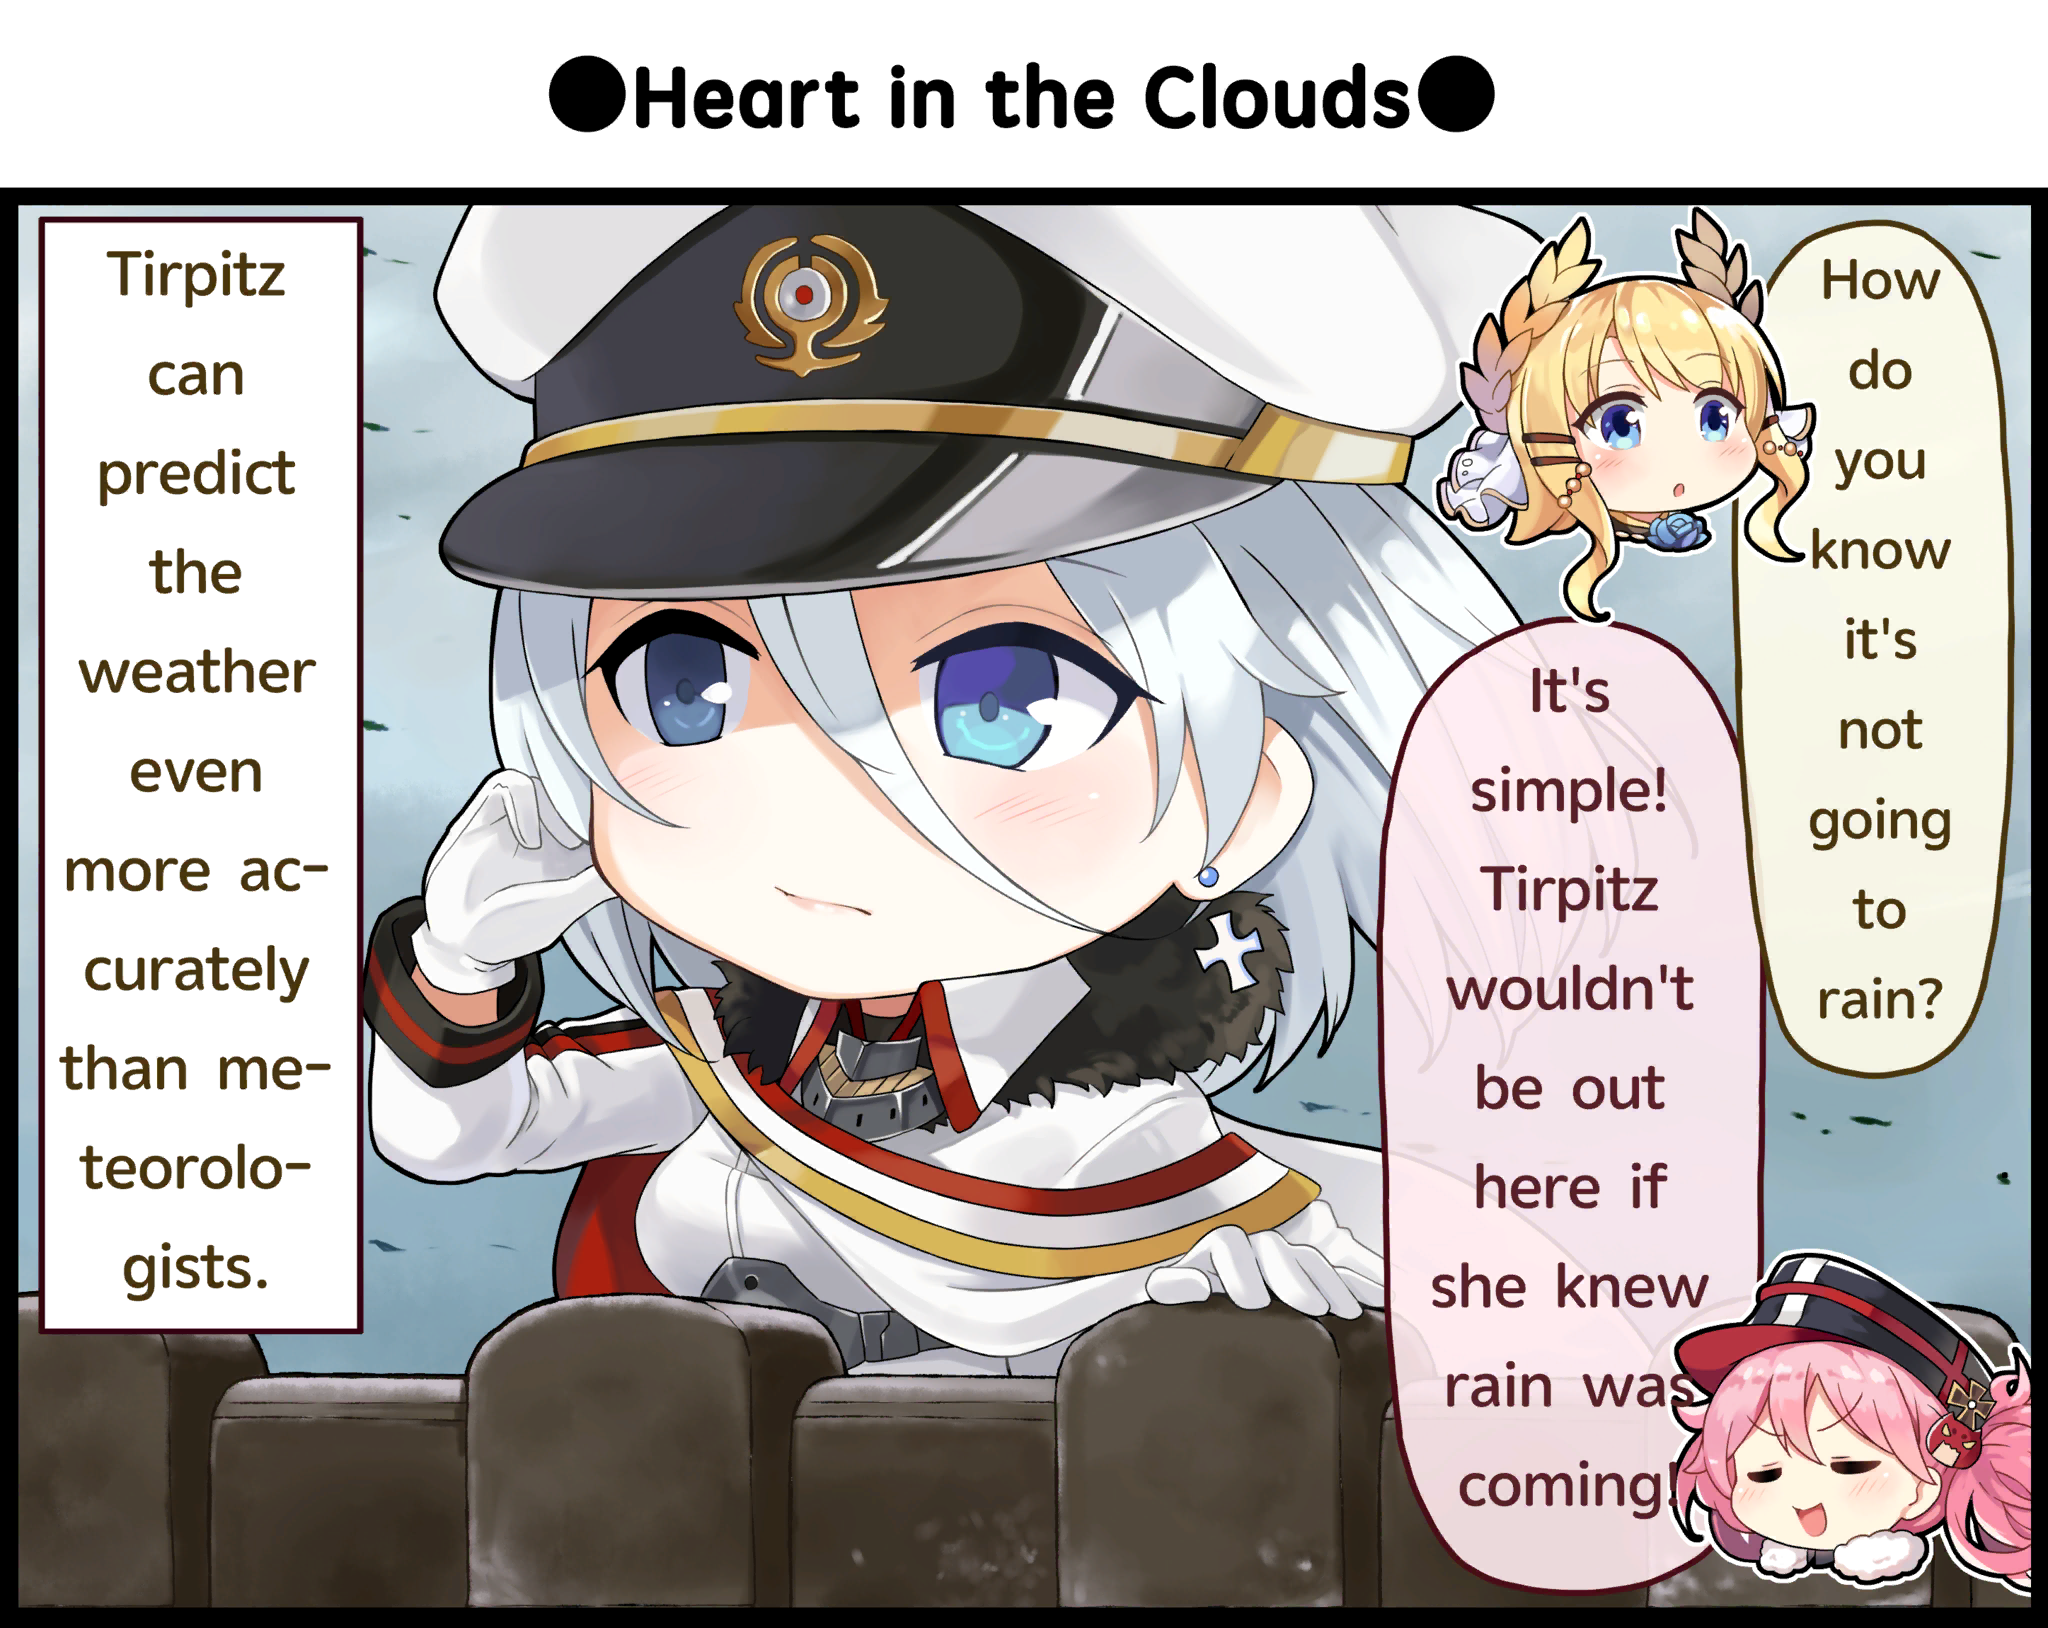 ●Heart in the Clouds●
How
do
you
know
it's
not
going
to
rain?
It's
simple!
Tirpitz
wouldn't
be out
here if
she knew
rain was
coming!
Tirpitz
can
predict
the
weather
even
more ac-
curately
than me-
teorolo-
gists.